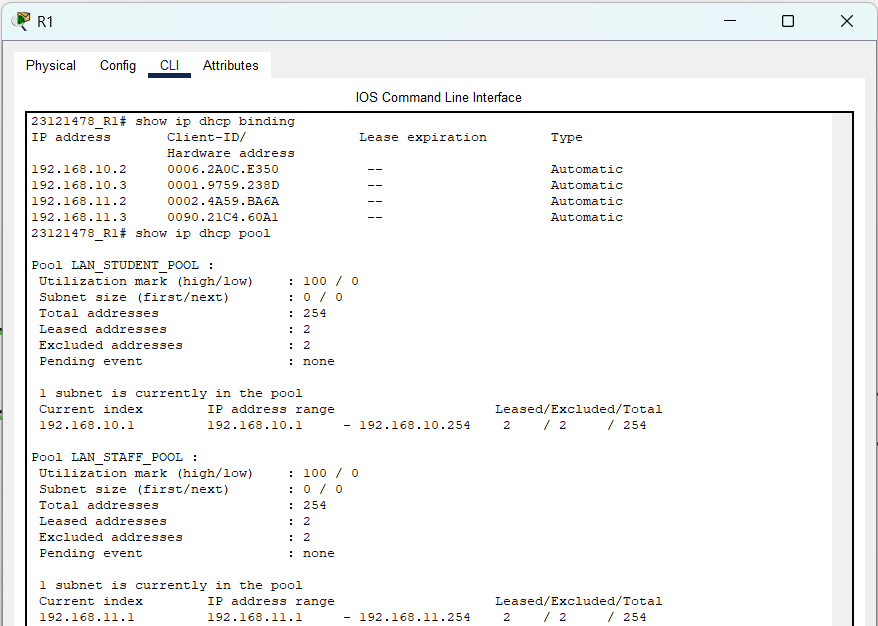 R1
Physical Config CLI Attributes
IOS Command Line Interface
23121478_R1# show ip dhcp binding
IP address       Client-ID/              Lease expiration        Type
                 Hardware address
192.168.10.2     0006.2A0C.E350           --                     Automatic
192.168.10.3     0001.9759.238D           --                     Automatic
192.168.11.2     0002.4A59.BA6A           --                     Automatic
192.168.11.3     0090.21C4.60A1           --                     Automatic
23121478_R1# show ip dhcp pool
Pool LAN_STUDENT_POOL :
 Utilization mark (high/low)    : 100 / 0
 Subnet size (first/next)       : 0 / 0
 Total addresses                : 254
 Leased addresses               : 2
 Excluded addresses             : 2
 Pending event                  : none
 1 subnet is currently in the pool
 Current index        IP address range                    Leased/Excluded/Total
 192.168.10.1         192.168.10.1     - 192.168.10.254    2    / 2     / 254
Pool LAN_STAFF_POOL :
 Utilization mark (high/low)    : 100 / 0
 Subnet size (first/next)       : 0 / 0
 Total addresses                : 254
 Leased addresses               : 2
 Excluded addresses             : 2
 Pending event                  : none
 1 subnet is currently in the pool
 Current index        IP address range                    Leased/Excluded/Total
 192.168.11.1         192.168.11.1     - 192.168.11.254    2    / 2     / 254